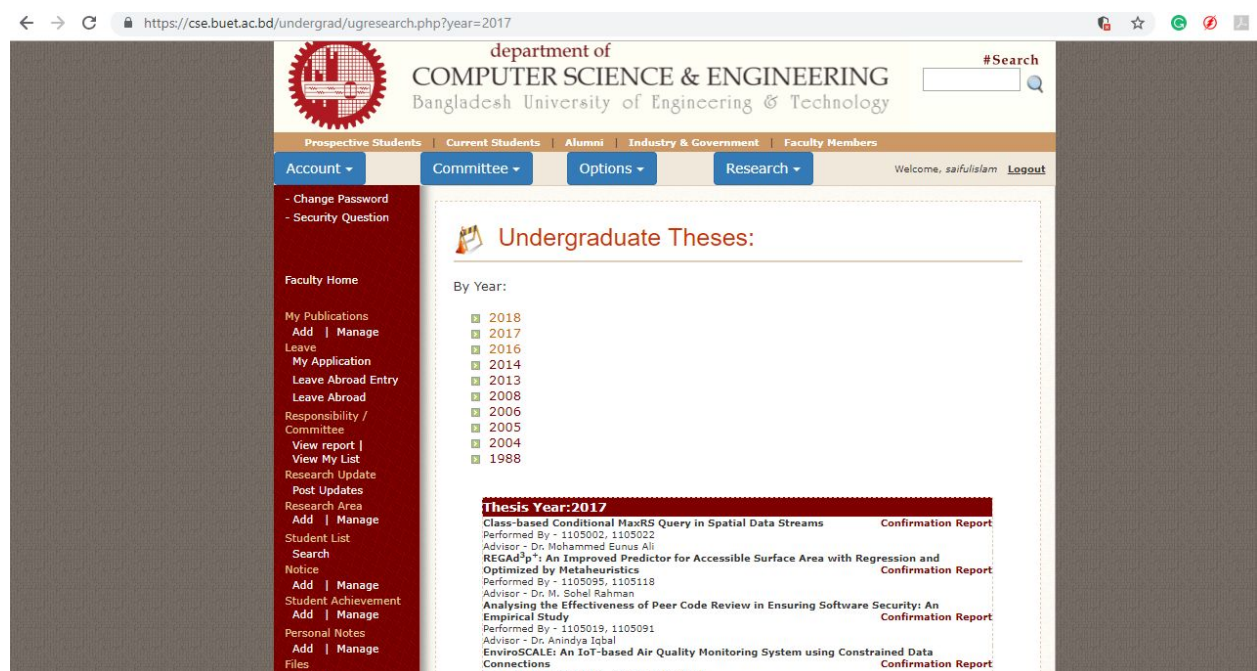 https://cse.buet.ac.bd/undergrad/ugresearch.php?year=2017
department of
COMPUTER SCIENCE & ENGINEERING
Bangladesh University of Engineering & Technology
#Search
Prospective Students | Current Students | Alumni | Industry & Government | Faculty Members
Account Committee Options Research Welcome, saifulislam Logout
- Change Password
- Security Question
Faculty Home
My Publications
Add | Manage
Leave
My Application
Leave Abroad Entry
Leave Abroad
Responsibility /
Committee
View report |
View My List
Research Update
Post Updates
Research Area
Add | Manage
Student List
Search
Notice
Add | Manage
Student Achievement
Add | Manage
Personal Notes
Add | Manage
Files
Undergraduate Theses:
By Year:
2018
2017
2016
2014
2013
2008
2006
2005
2004
1988
Thesis Year:2017
Class-based Conditional MaxRS Query in Spatial Data Streams Confirmation Report
Performed By - 1105002, 1105022
Advisor - Dr. Mohammed Eunus Ali
REGAd³p⁺: An Improved Predictor for Accessible Surface Area with Regression and
Optimized by Metaheuristics Confirmation Report
Performed By - 1105095, 1105118
Advisor - Dr. M. Sohel Rahman
Analysing the Effectiveness of Peer Code Review in Ensuring Software Security: An
Empirical Study Confirmation Report
Performed By - 1105019, 1105091
Advisor - Dr. Anindya Iqbal
EnviroSCALE: An IoT-based Air Quality Monitoring System using Constrained Data
Connections Confirmation Report